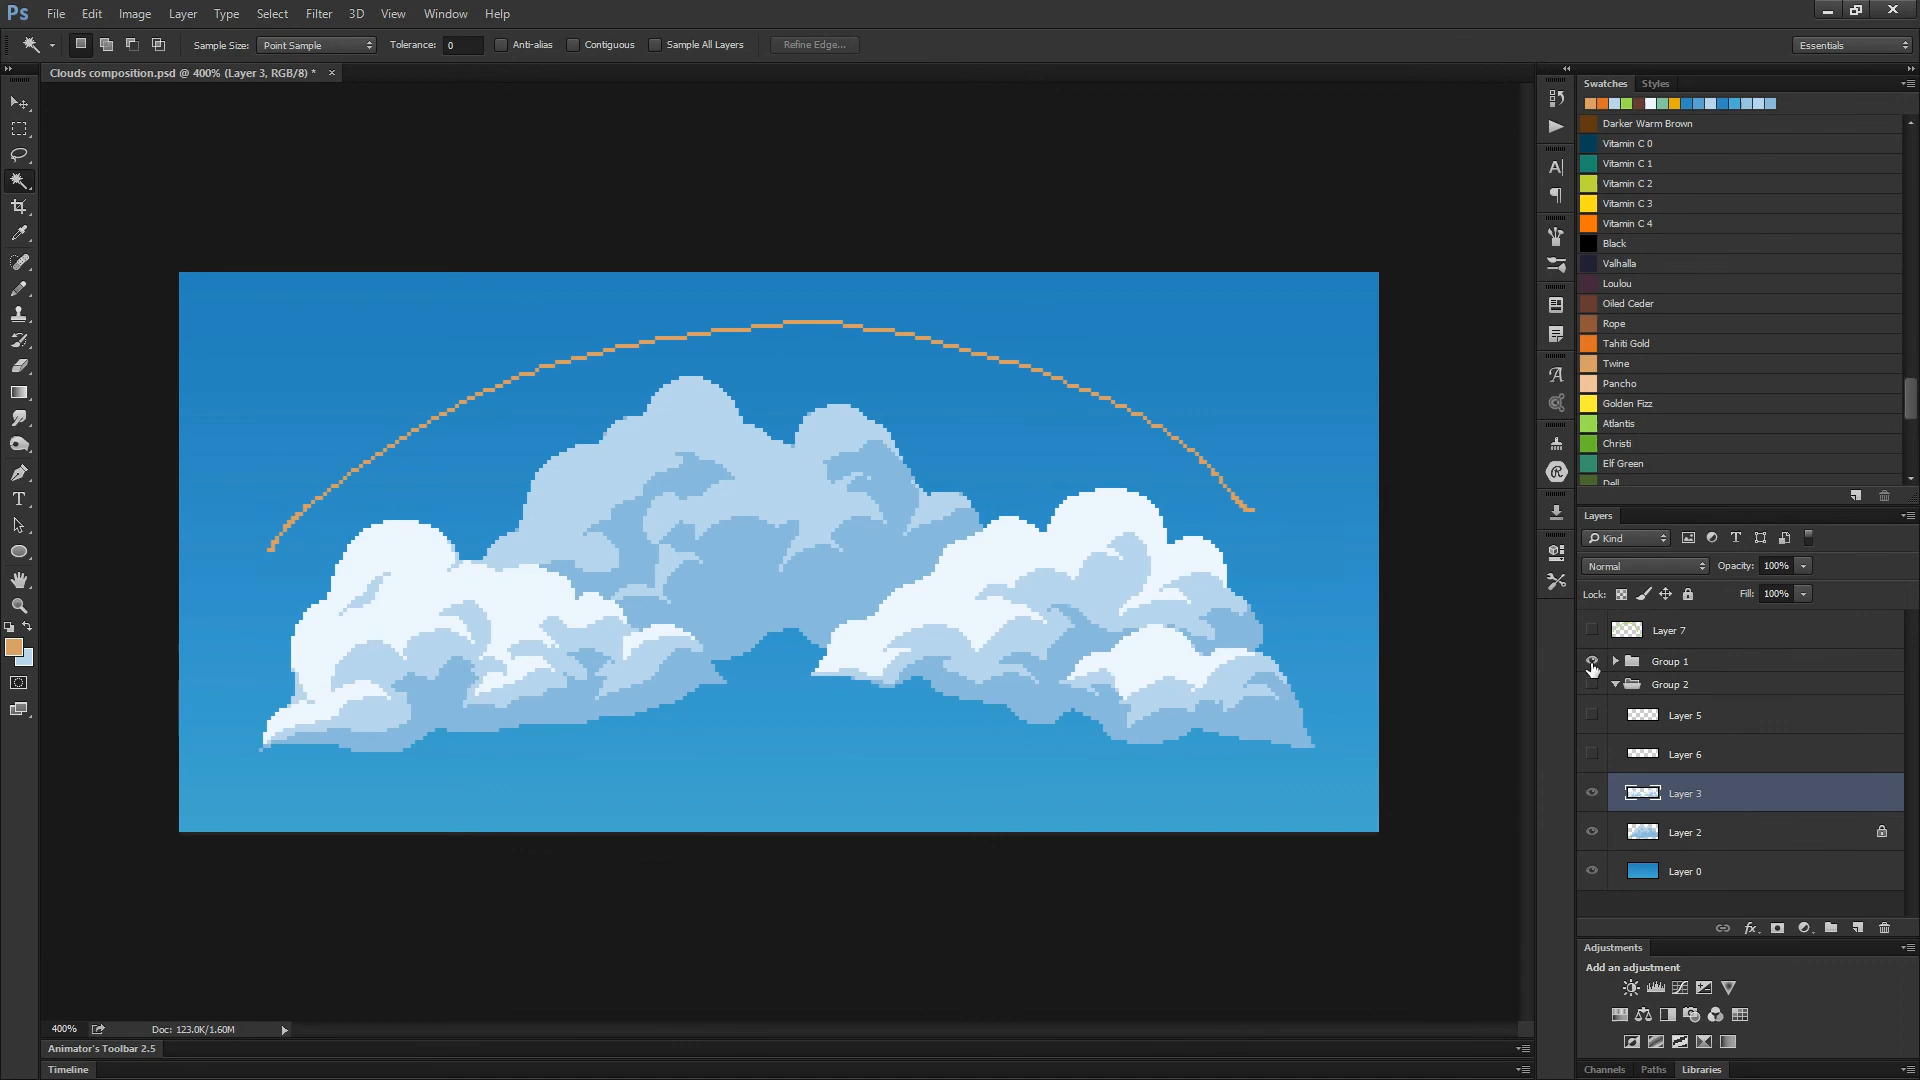 Ps File Edit Image Layer Type Select Filter 3D View Window Help
Sample Size: Point Sample Tolerance: 0 Anti-alias Contiguous Sample All Layers Refine Edge... Essentials
Clouds composition.psd @ 400% (Layer 3, RGB/8) * ×
Swatches Styles
Darker Warm Brown
Vitamin C 0
Vitamin C 1
Vitamin C 2
Vitamin C 3
Vitamin C 4
Black
Valhalla
Loulou
Oiled Ceder
Rope
Tahiti Gold
Twine
Pancho
Golden Fizz
Atlantis
Christi
Elf Green
Dell
Layers
Kind
Normal Opacity: 100%
Lock: Fill: 100%
Layer 7
Group 1
Group 2
Layer 5
Layer 6
Layer 3
Layer 2
Layer 0
Adjustments
Add an adjustment
400% Doc: 123.0K/1.60M
Animator's Toolbar 2.5
Timeline
Channels Paths Libraries